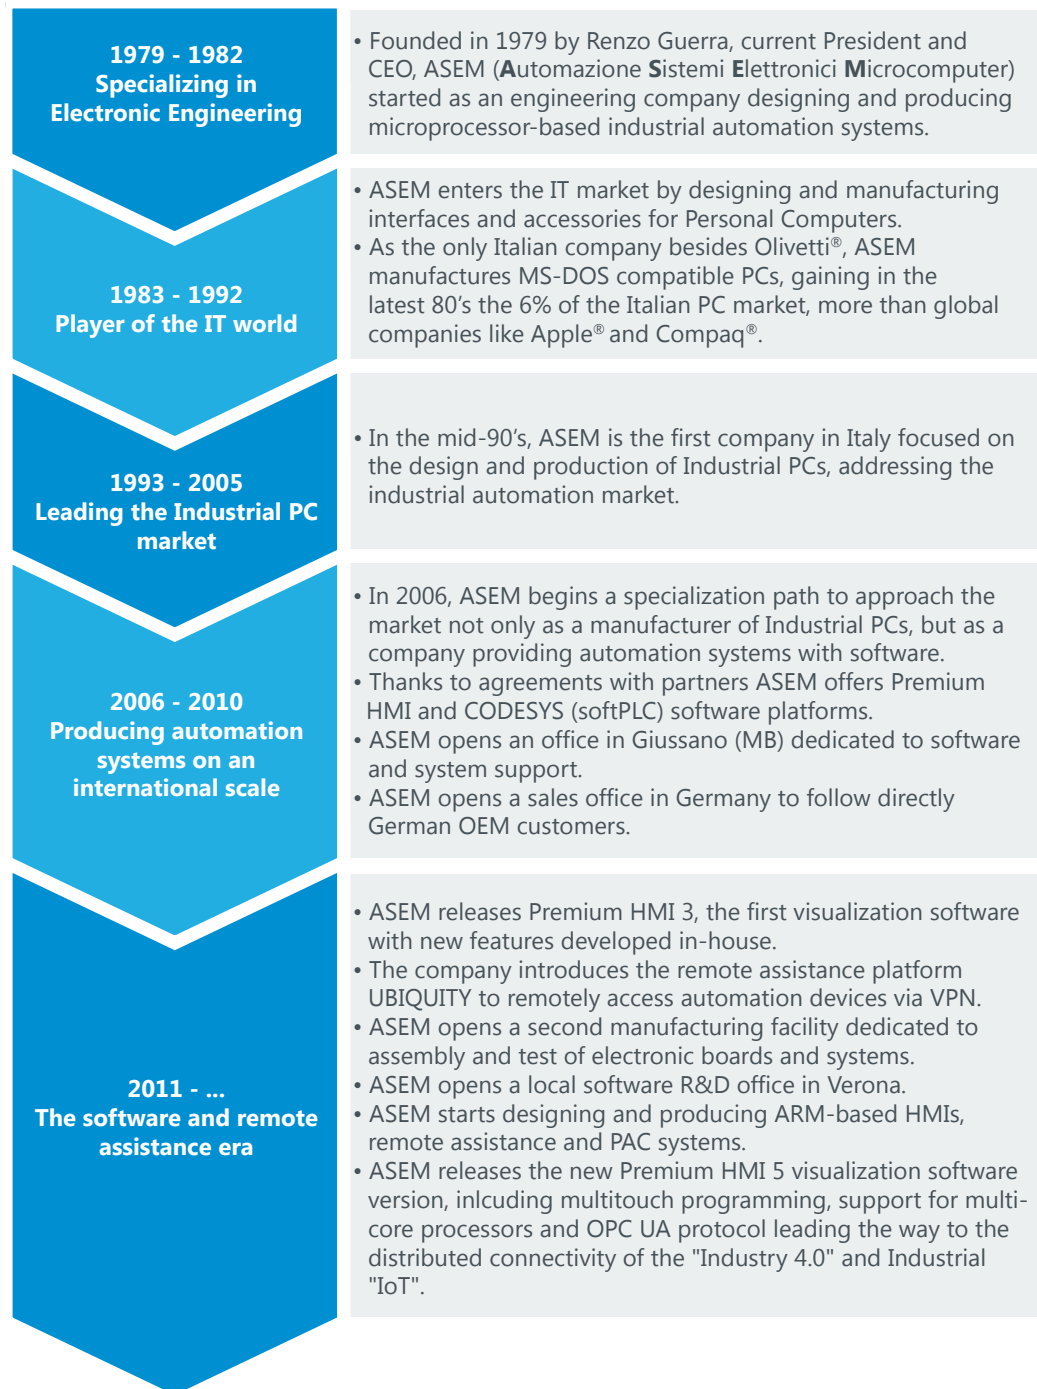 1979 - 1982
Specializing in
Electronic Engineering
• Founded in 1979 by Renzo Guerra, current President and
CEO, ASEM (Automazione Sistemi Elettronici Microcomputer)
started as an engineering company designing and producing
microprocessor-based industrial automation systems.
1983 - 1992
Player of the IT world
• ASEM enters the IT market by designing and manufacturing
interfaces and accessories for Personal Computers.
• As the only Italian company besides Olivetti®, ASEM
manufactures MS-DOS compatible PCs, gaining in the
latest 80's the 6% of the Italian PC market, more than global
companies like Apple® and Compaq®.
1993 - 2005
Leading the Industrial PC
market
• In the mid-90's, ASEM is the first company in Italy focused on
the design and production of Industrial PCs, addressing the
industrial automation market.
2006 - 2010
Producing automation
systems on an
international scale
• In 2006, ASEM begins a specialization path to approach the
market not only as a manufacturer of Industrial PCs, but as a
company providing automation systems with software.
• Thanks to agreements with partners ASEM offers Premium
HMI and CODESYS (softPLC) software platforms.
• ASEM opens an office in Giussano (MB) dedicated to software
and system support.
• ASEM opens a sales office in Germany to follow directly
German OEM customers.
2011 - ...
The software and remote
assistance era
• ASEM releases Premium HMI 3, the first visualization software
with new features developed in-house.
• The company introduces the remote assistance platform
UBIQUITY to remotely access automation devices via VPN.
• ASEM opens a second manufacturing facility dedicated to
assembly and test of electronic boards and systems.
• ASEM opens a local software R&D office in Verona.
• ASEM starts designing and producing ARM-based HMIs,
remote assistance and PAC systems.
• ASEM releases the new Premium HMI 5 visualization software
version, inlcuding multitouch programming, support for multi-
core processors and OPC UA protocol leading the way to the
distributed connectivity of the "Industry 4.0" and Industrial
"IoT".